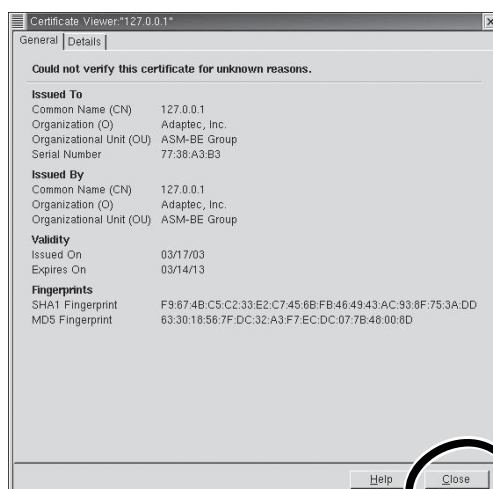 Certificate Viewer:"127.0.0.1"
General Details
Could not verify this certificate for unknown reasons.
Issued To
Common Name (CN) 127.0.0.1
Organization (O) Adaptec, Inc.
Organizational Unit (OU) ASM-BE Group
Serial Number 77:38:A3:B3
Issued By
Common Name (CN) 127.0.0.1
Organization (O) Adaptec, Inc.
Organizational Unit (OU) ASM-BE Group
Validity
Issued On 03/17/03
Expires On 03/14/13
Fingerprints
SHA1 Fingerprint F9:67:4B:C5:C2:33:E2:C7:45:6B:FB:46:49:43:AC:93:8F:75:3A:DD
MD5 Fingerprint 63:30:18:56:7F:DC:32:A3:F7:EC:DC:07:7B:48:00:8D
Help Close